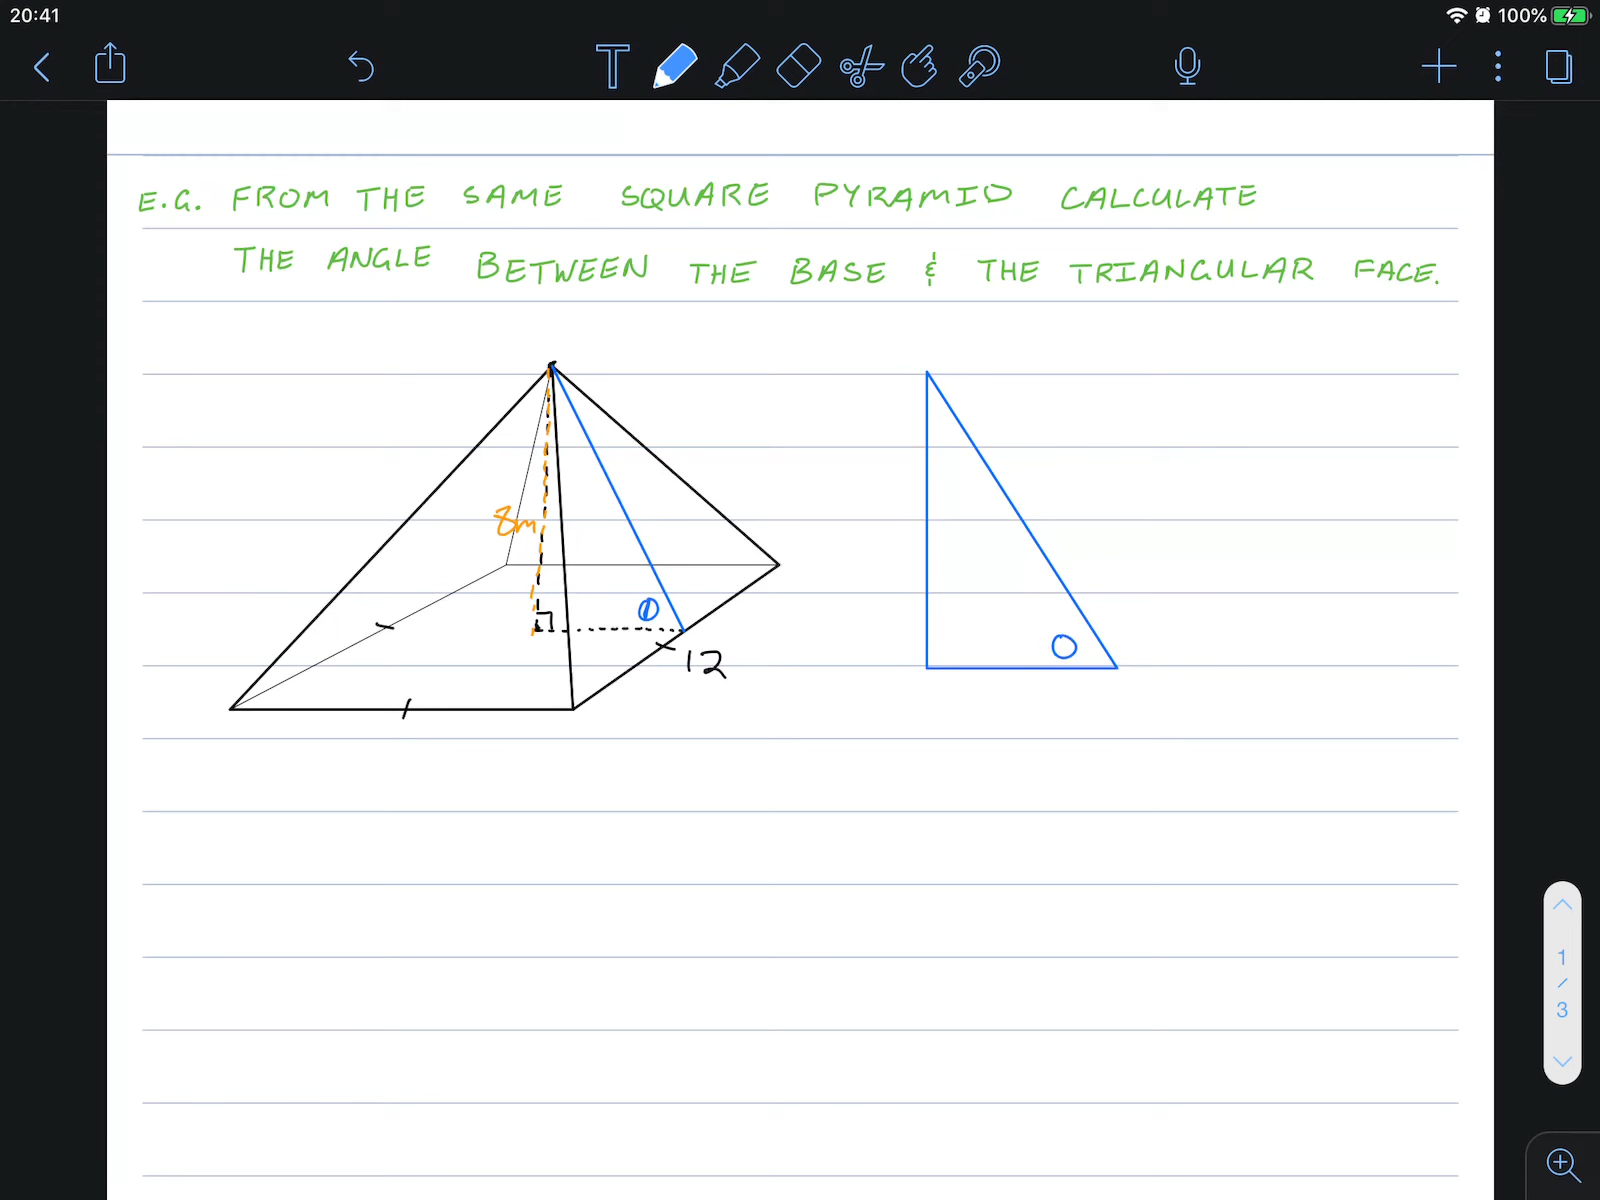 20:41
100%
E.G. FROM THE SAME SQUARE PYRAMID CALCULATE
THE ANGLE BETWEEN THE BASE & THE TRIANGULAR FACE.
8m
θ
12
1
/
3